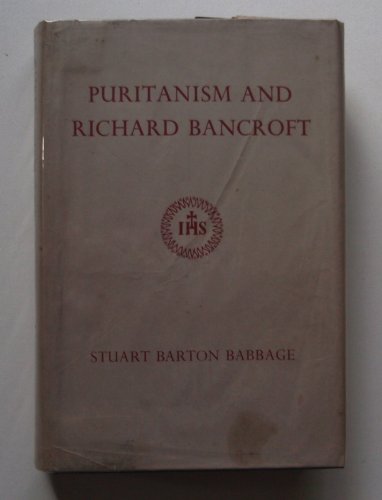 PURITANISM AND
RICHARD BANCROFT
IHS
STUART BARTON BABBAGE